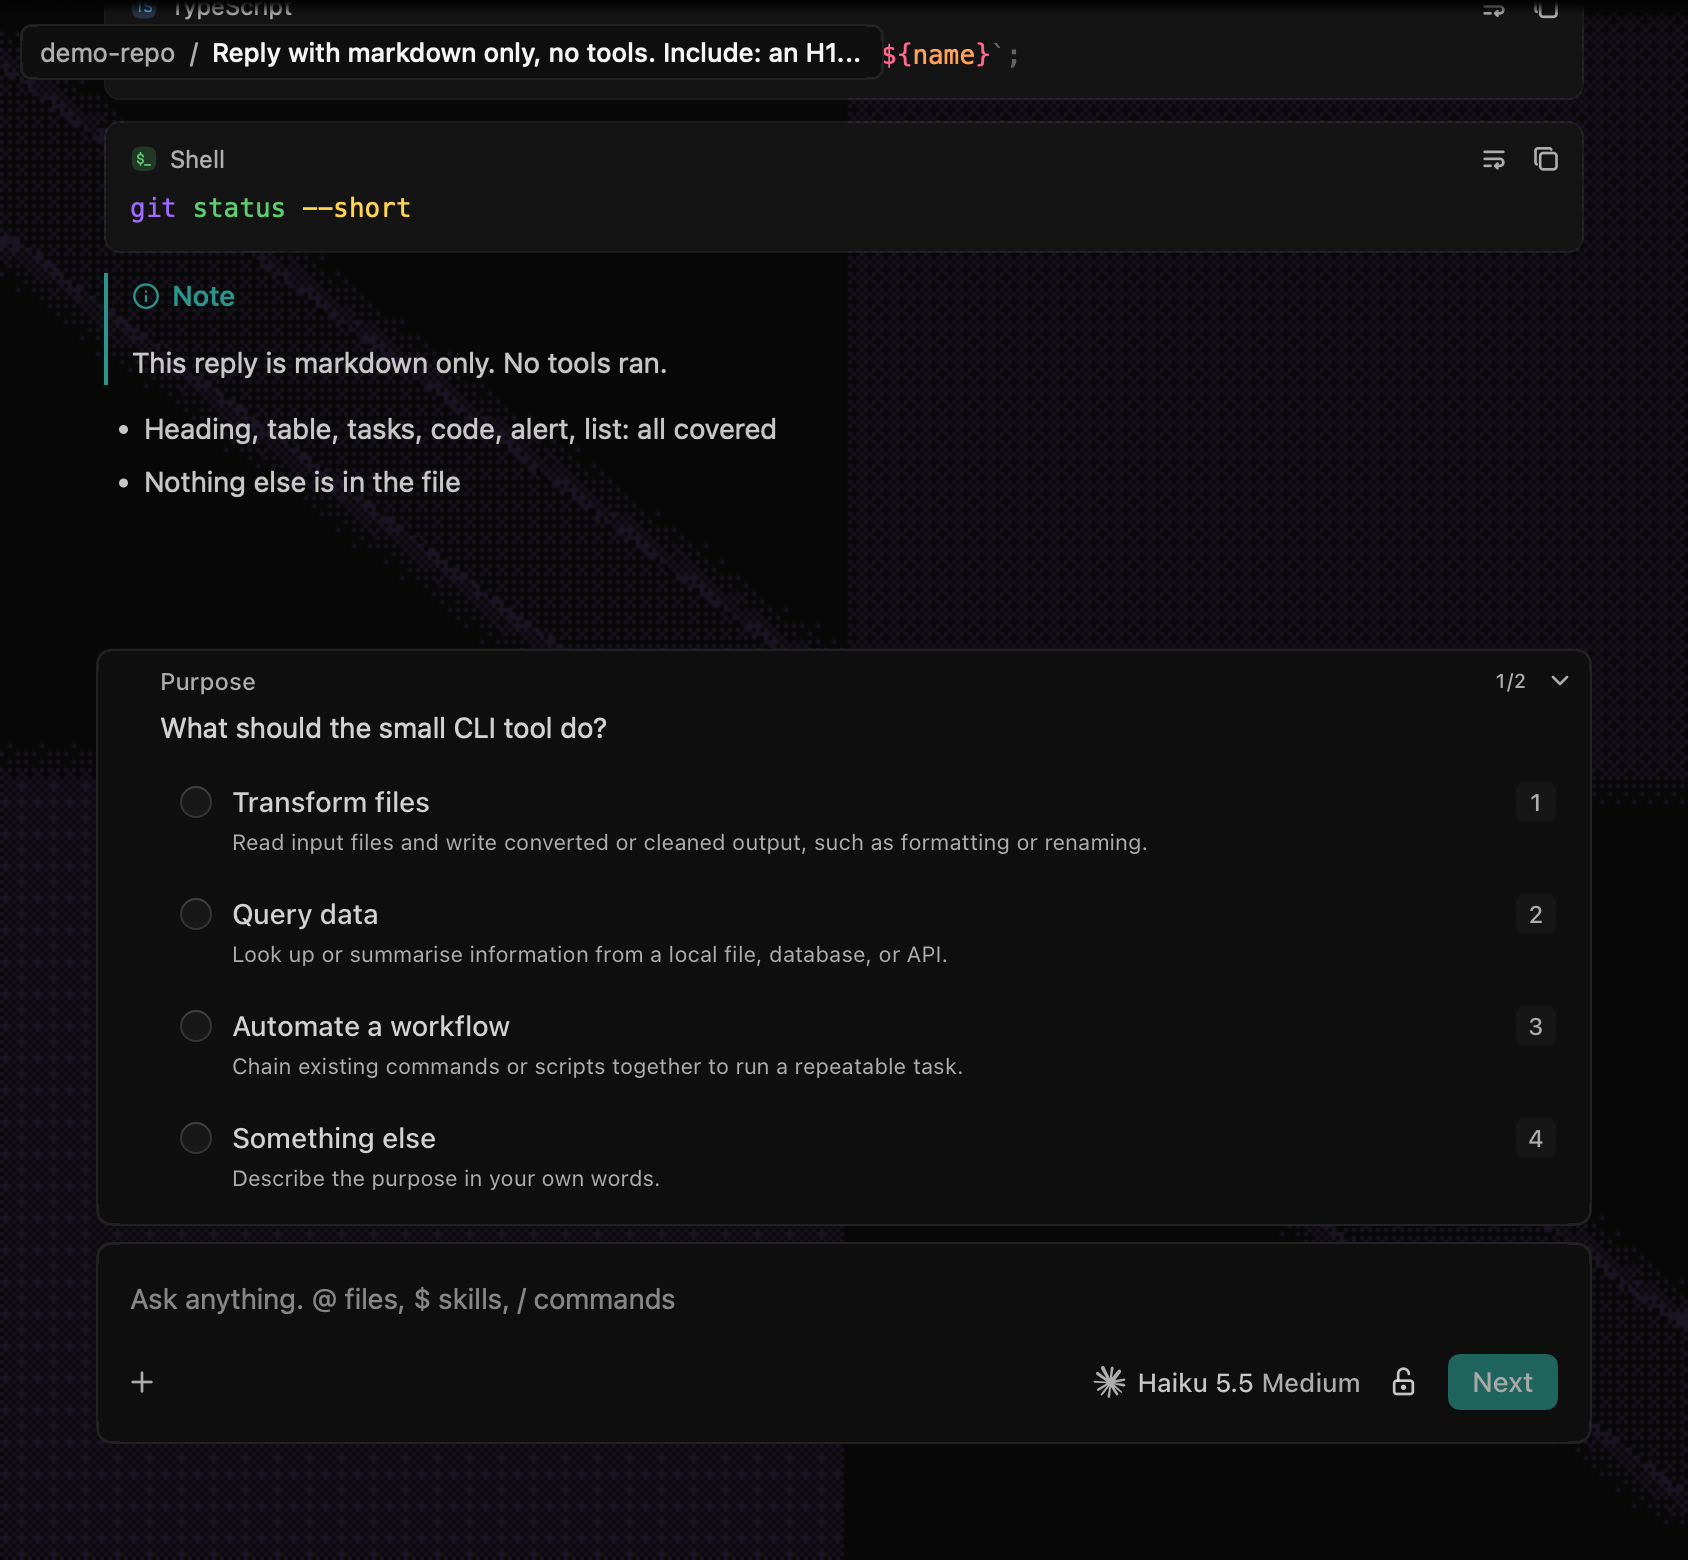 TypeScript
demo-repo / Reply with markdown only, no tools. Include: an H1... ${name}`;
$_ Shell
git status --short
Note
This reply is markdown only. No tools ran.
• Heading, table, tasks, code, alert, list: all covered
• Nothing else is in the file
Purpose 1/2
What should the small CLI tool do?
Transform files 1
Read input files and write converted or cleaned output, such as formatting or renaming.
Query data 2
Look up or summarise information from a local file, database, or API.
Automate a workflow 3
Chain existing commands or scripts together to run a repeatable task.
Something else 4
Describe the purpose in your own words.
Ask anything. @ files, $ skills, / commands
Haiku 5.5 Medium Next